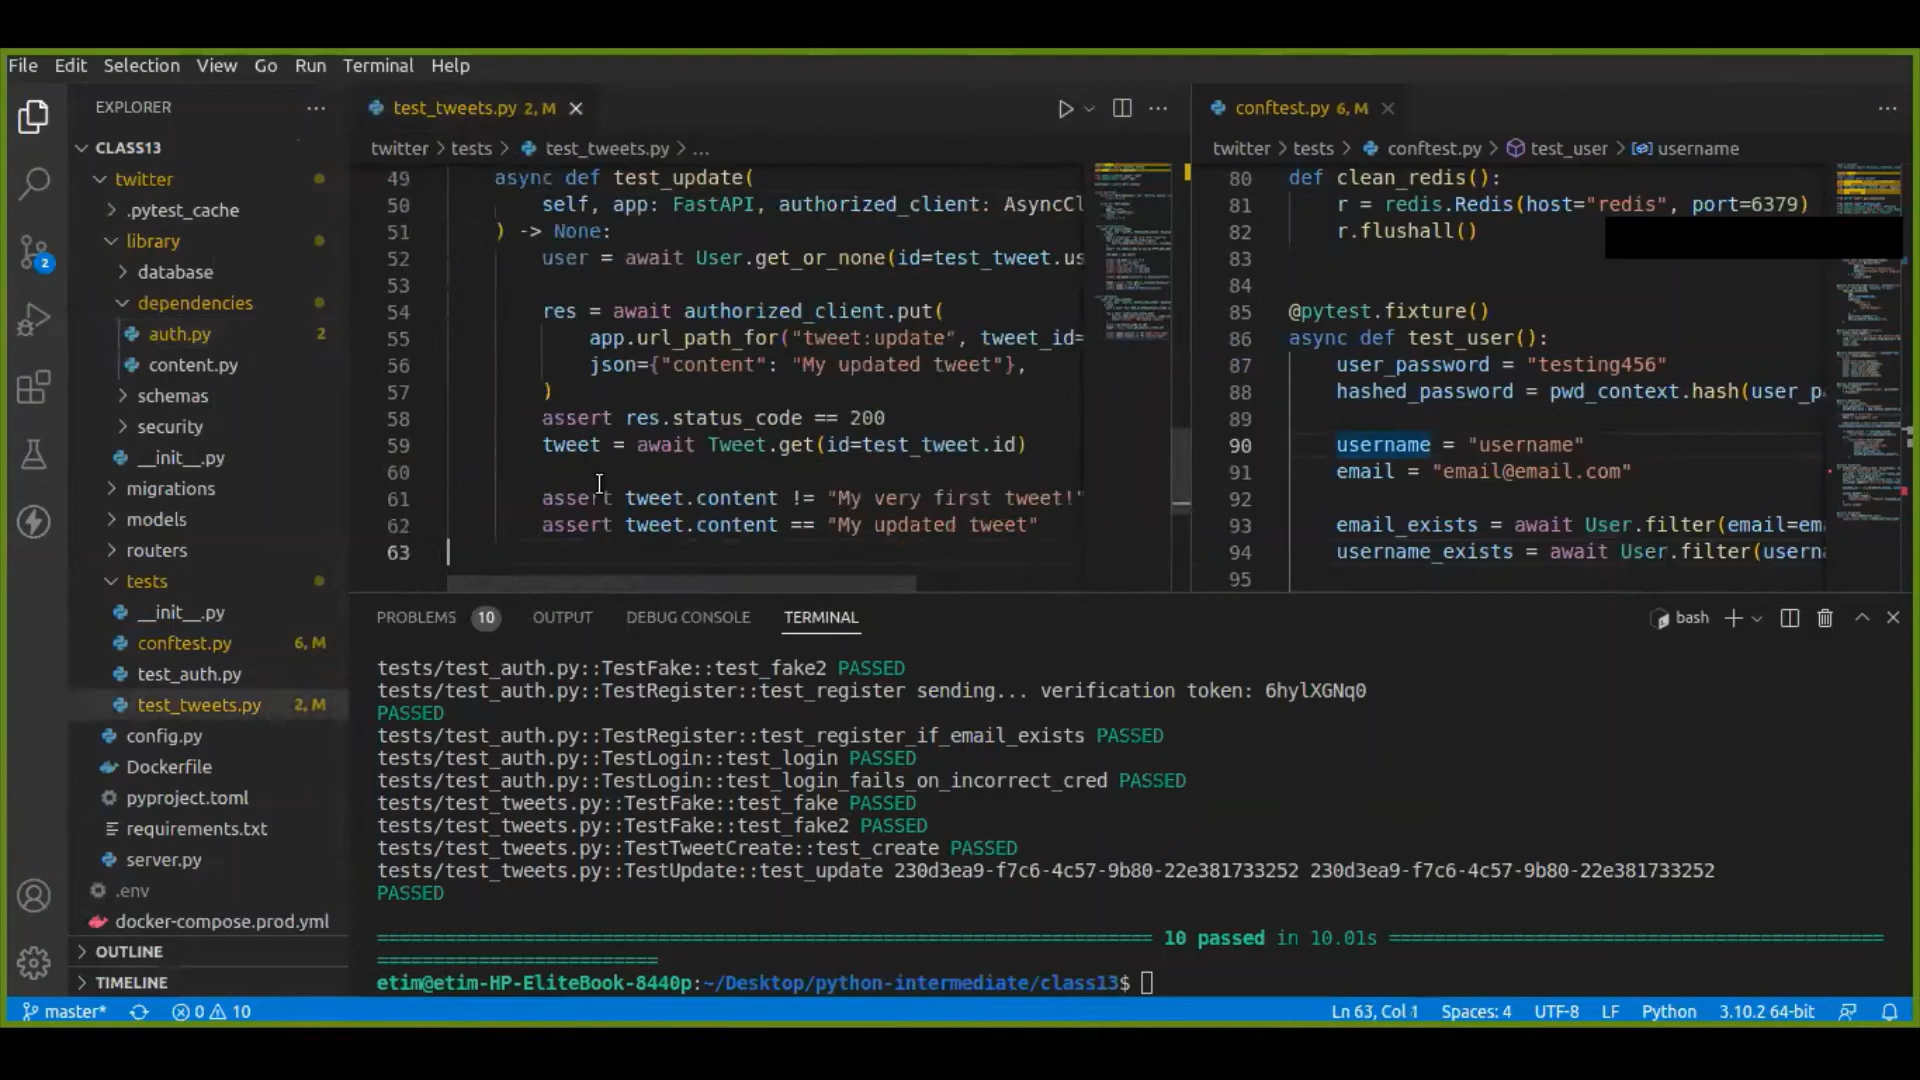 File Edit Selection View Go Run Terminal Help
EXPLORER
CLASS13
twitter
.pytest_cache
library
database
dependencies
auth.py 2
content.py
schemas
security
__init__.py
migrations
models
routers
tests
__init__.py
conftest.py 6, M
test_auth.py
test_tweets.py 2, M
config.py
Dockerfile
pyproject.toml
requirements.txt
server.py
.env
docker-compose.prod.yml
OUTLINE
TIMELINE
2
test_tweets.py 2, M
twitter > tests > test_tweets.py > ...
49 async def test_update(
50 self, app: FastAPI, authorized_client: AsyncCl
51 ) -> None:
52 user = await User.get_or_none(id=test_tweet.us
53
54 res = await authorized_client.put(
55 app.url_path_for("tweet:update", tweet_id=
56 json={"content": "My updated tweet"},
57 )
58 assert res.status_code == 200
59 tweet = await Tweet.get(id=test_tweet.id)
60
61 assert tweet.content != "My very first tweet!"
62 assert tweet.content == "My updated tweet"
63
conftest.py 6, M
twitter > tests > conftest.py > test_user > username
80 def clean_redis():
81 r = redis.Redis(host="redis", port=6379)
82 r.flushall()
83
84
85 @pytest.fixture()
86 async def test_user():
87 user_password = "testing456"
88 hashed_password = pwd_context.hash(user_p
89
90 username = "username"
91 email = "email@email.com"
92
93 email_exists = await User.filter(email=em
94 username_exists = await User.filter(usern
95
PROBLEMS 10 OUTPUT DEBUG CONSOLE TERMINAL bash
tests/test_auth.py::TestFake::test_fake2 PASSED
tests/test_auth.py::TestRegister::test_register sending... verification token: 6hylXGNq0
PASSED
tests/test_auth.py::TestRegister::test_register_if_email_exists PASSED
tests/test_auth.py::TestLogin::test_login PASSED
tests/test_auth.py::TestLogin::test_login_fails_on_incorrect_cred PASSED
tests/test_tweets.py::TestFake::test_fake PASSED
tests/test_tweets.py::TestFake::test_fake2 PASSED
tests/test_tweets.py::TestTweetCreate::test_create PASSED
tests/test_tweets.py::TestUpdate::test_update 230d3ea9-f7c6-4c57-9b80-22e381733252 230d3ea9-f7c6-4c57-9b80-22e381733252
PASSED
10 passed in 10.01s
etim@etim-HP-EliteBook-8440p:~/Desktop/python-intermediate/class13$
master* 0 10 Ln 63, Col 1 Spaces: 4 UTF-8 LF Python 3.10.2 64-bit